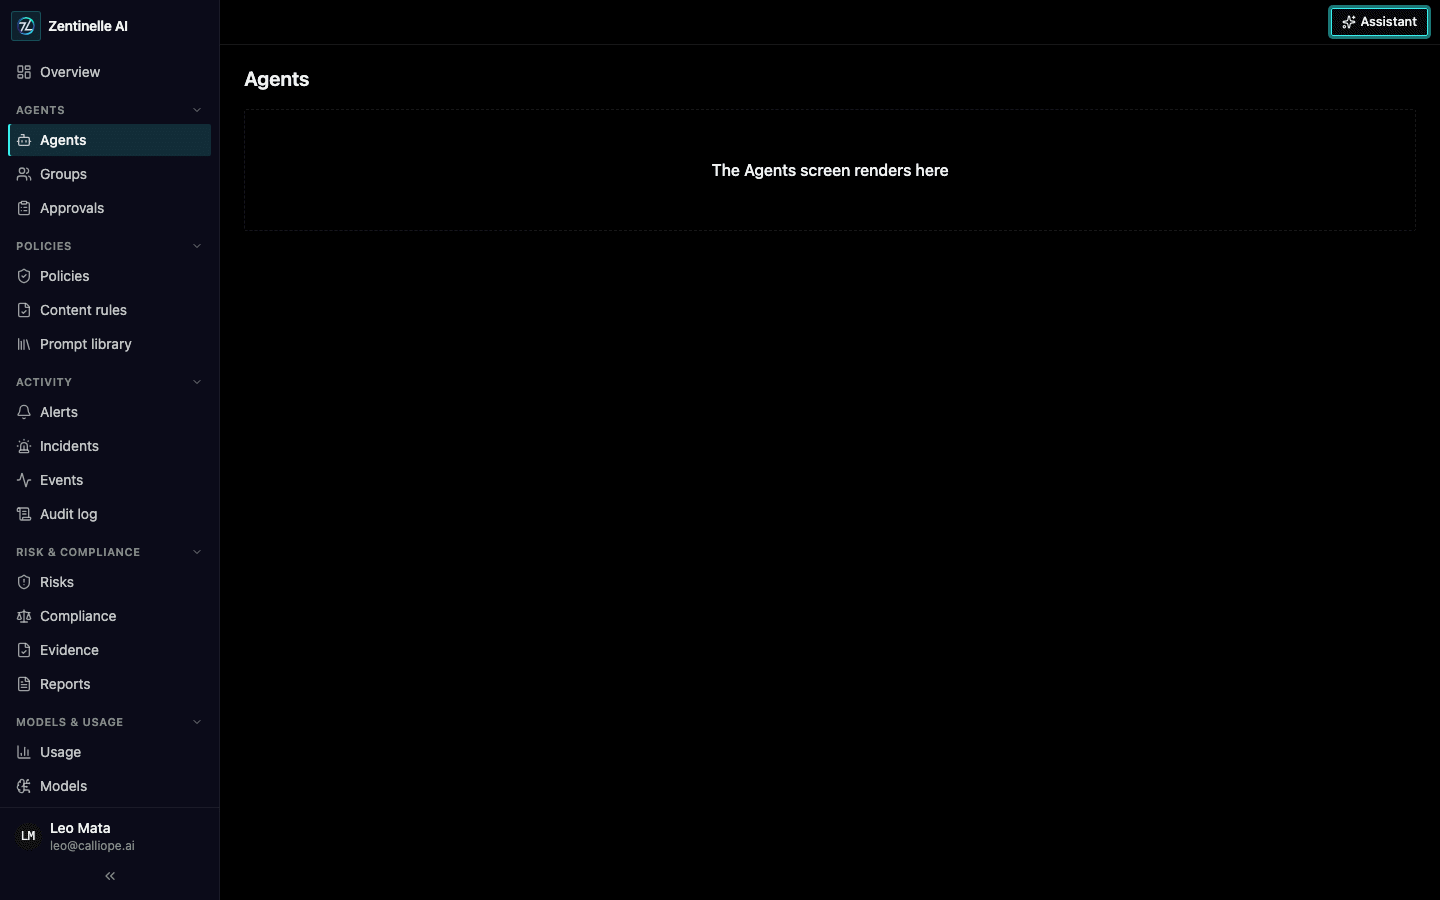 Zentinelle AI
Assistant
Overview
AGENTS
Agents
Groups
Approvals
POLICIES
Policies
Content rules
Prompt library
ACTIVITY
Alerts
Incidents
Events
Audit log
RISK & COMPLIANCE
Risks
Compliance
Evidence
Reports
MODELS & USAGE
Usage
Models
LM
Leo Mata
leo@calliope.ai
Agents
The Agents screen renders here